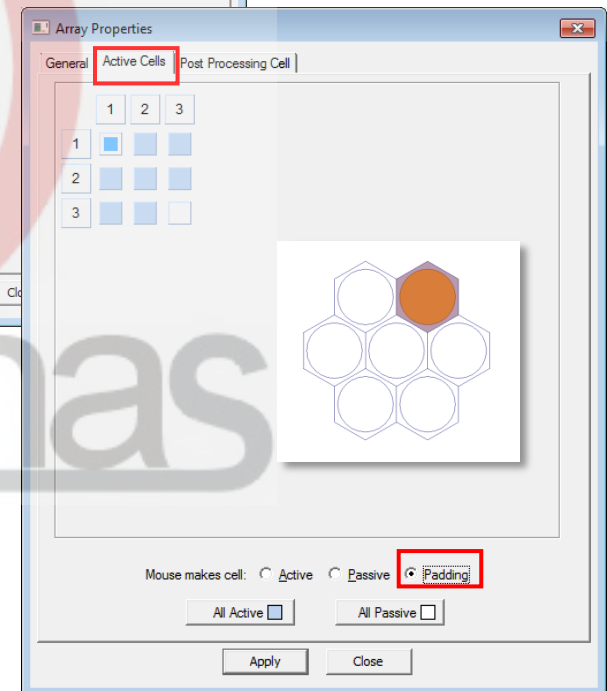 Array Properties
General Active Cells Post Processing Cell
1 2 3
1
2
3
nas
Mouse makes cell: Active Passive Padding
All Active All Passive
Apply Close